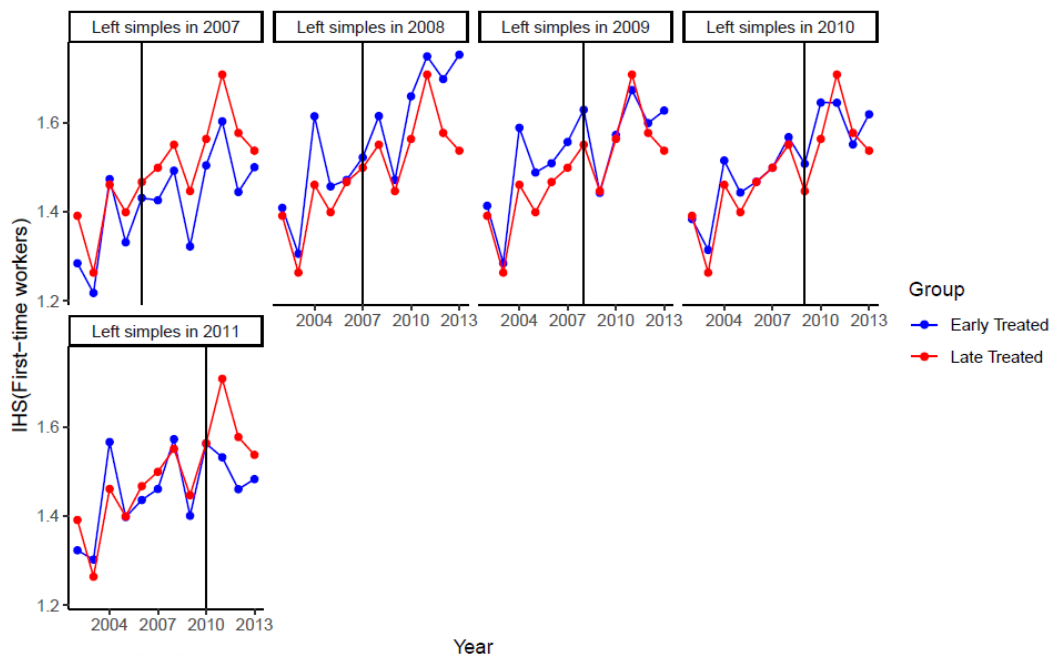 Left simples in 2007
Left simples in 2008
Left simples in 2009
Left simples in 2010
1.6
1.4
1.2
2004 2007 2010 2013
2004 2007 2010 2013
2004 2007 2010 2013
Left simples in 2011
1.6
1.4
1.2
2004 2007 2010 2013
IHS(First−time workers)
Year
Group
Early Treated
Late Treated